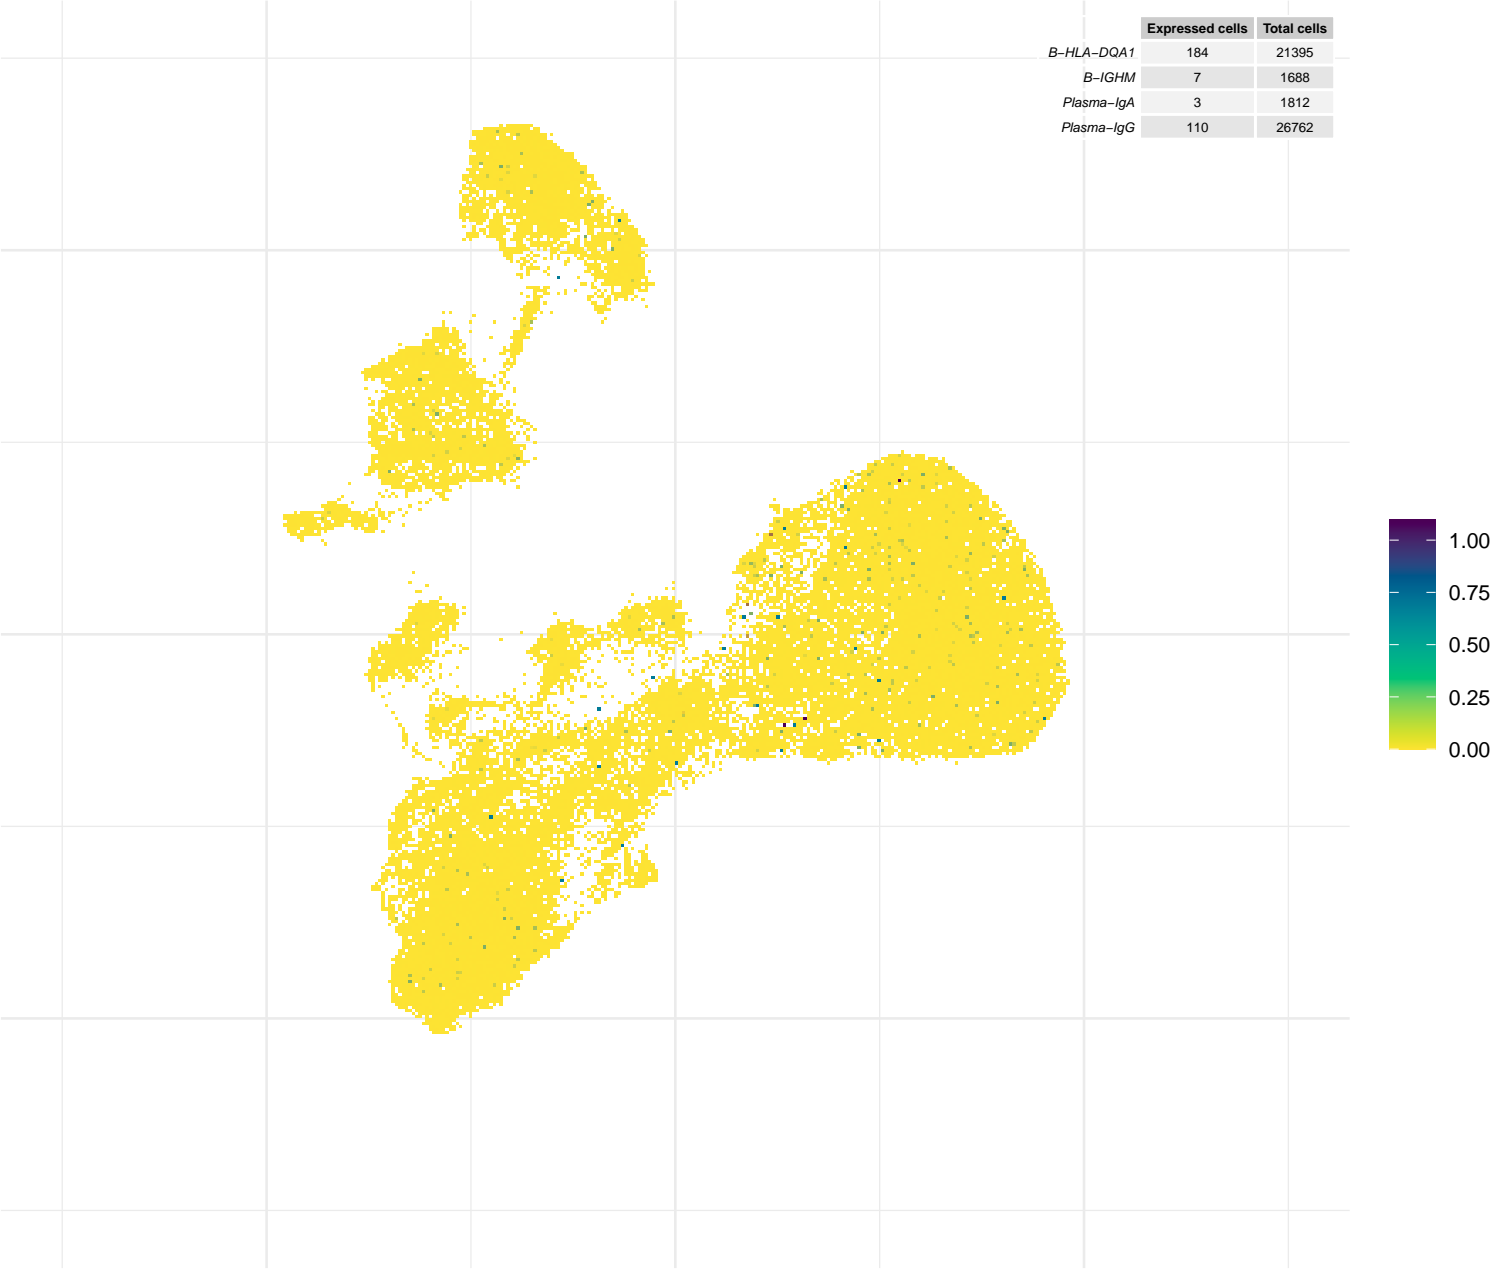 Expressed cells Total cells
B−HLA−DQA1 184 21395
B−IGHM 7 1688
Plasma−IgA 3 1812
Plasma−IgG 110 26762
1.00
0.75
0.50
0.25
0.00